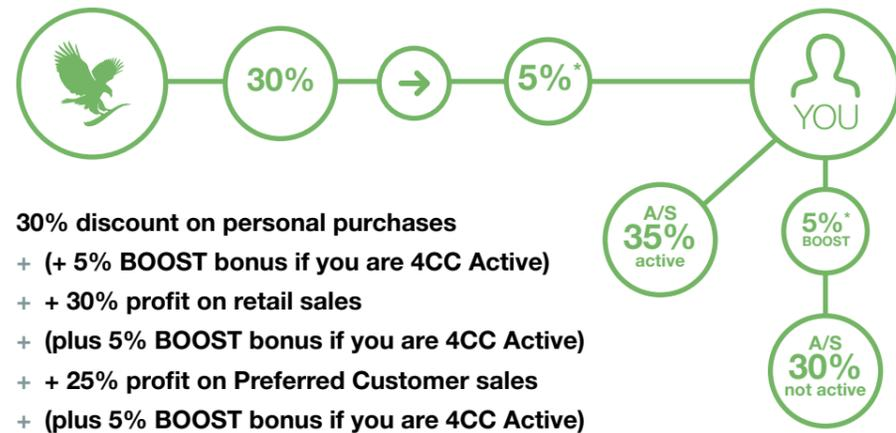 30%
5%*
YOU
A/S
35%
active
5%*
BOOST
A/S
30%
not active
30% discount on personal purchases
+ (+ 5% BOOST bonus if you are 4CC Active)
+ + 30% profit on retail sales
+ (plus 5% BOOST bonus if you are 4CC Active)
+ + 25% profit on Preferred Customer sales
+ (plus 5% BOOST bonus if you are 4CC Active)